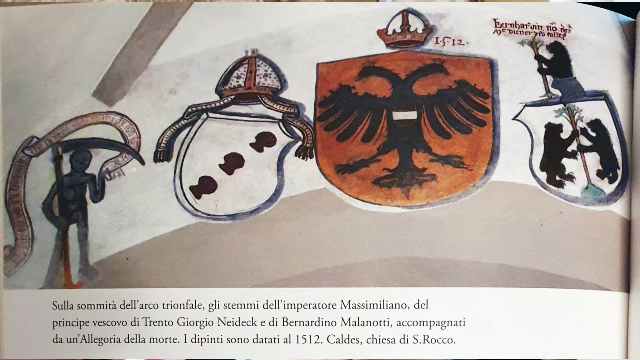 1512.
Sulla sommità dell'arco trionfale, gli stemmi dell'imperatore Massimiliano, del
principe vescovo di Trento Giorgio Neideck e di Bernardino Malanotti, accompagnati
da un'Allegoria della morte. I dipinti sono datati al 1512. Caldes, chiesa di S.Rocco.